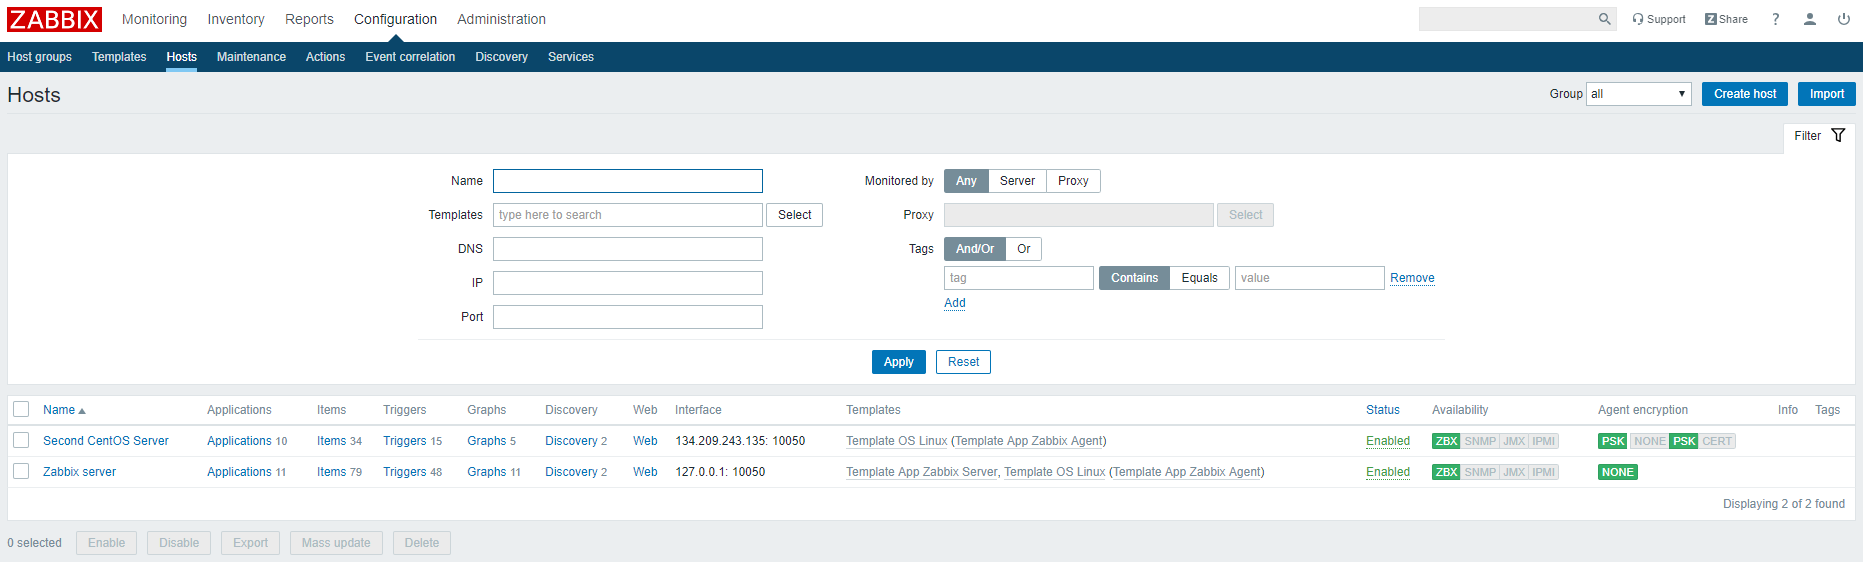 ZABBIX Monitoring Inventory Reports Configuration Administration Support Z Share ?
Host groups Templates Hosts Maintenance Actions Event correlation Discovery Services
Hosts Group all Create host Import
Filter
Name Monitored by Any Server Proxy
Templates type here to search Select Proxy Select
DNS Tags And/Or Or
IP tag Contains Equals value Remove
Add
Port
Apply Reset
Name Applications Items Triggers Graphs Discovery Web Interface Templates Status Availability Agent encryption Info Tags
Second CentOS Server Applications 10 Items 34 Triggers 15 Graphs 5 Discovery 2 Web 134.209.243.135: 10050 Template OS Linux (Template App Zabbix Agent) Enabled ZBX SNMP JMX IPMI PSK NONE PSK CERT
Zabbix server Applications 11 Items 79 Triggers 48 Graphs 11 Discovery 2 Web 127.0.0.1: 10050 Template App Zabbix Server, Template OS Linux (Template App Zabbix Agent) Enabled ZBX SNMP JMX IPMI NONE
Displaying 2 of 2 found
0 selected Enable Disable Export Mass update Delete